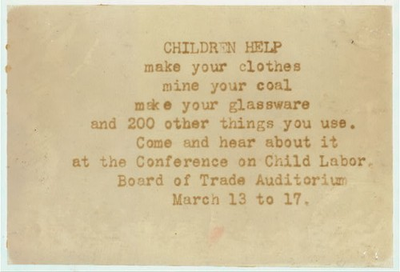 CHILDREN HELP
make your clothes
mine your coal
make your glassware
and 200 other things you use.
Come and hear about it
at the Conference on Child Labor.
Board of Trade Auditorium
March 13 to 17.